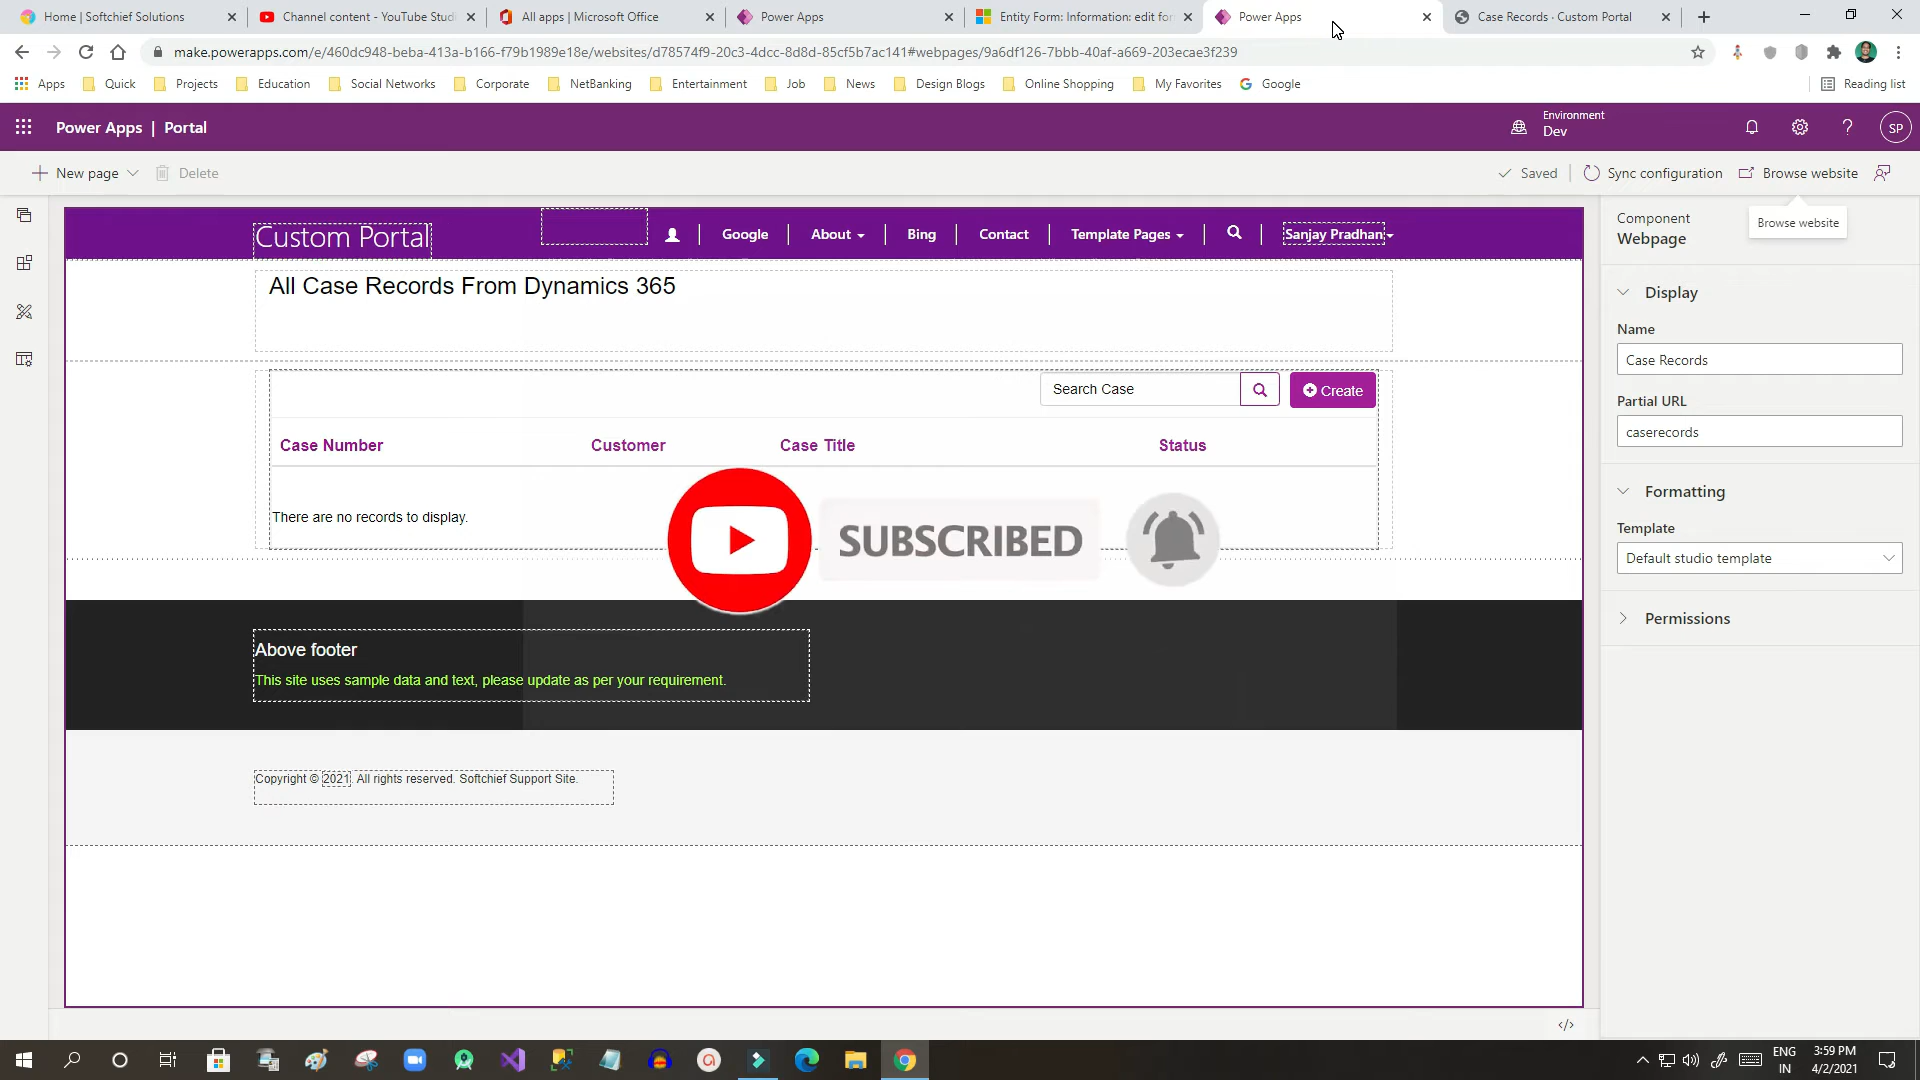 Home | Softchief Solutions
Channel content - YouTube Studi
All apps | Microsoft Office
Power Apps
Entity Form: Information: edit for
Power Apps
Case Records · Custom Portal
make.powerapps.com/e/460dc948-beba-413a-b166-f79b1989e18e/websites/d78574f9-20c3-4dcc-8d8d-85cf5b7ac141#webpages/9a6df126-7bbb-40af-a669-203ecae3f239
Apps
Quick
Projects
Education
Social Networks
Corporate
NetBanking
Entertainment
Job
News
Design Blogs
Online Shopping
My Favorites
Google
Reading list
Power Apps | Portal
Environment
Dev
SP
New page
Delete
Saved
Sync configuration
Browse website
Custom Portal
Google
About
Bing
Contact
Template Pages
Sanjay Pradhan
Component
Webpage
Browse website
All Case Records From Dynamics 365
Display
Name
Case Records
Partial URL
caserecords
Search Case
Create
Case Number
Customer
Case Title
Status
There are no records to display.
SUBSCRIBED
Formatting
Template
Default studio template
Permissions
Above footer
This site uses sample data and text, please update as per your requirement.
Copyright © 2021. All rights reserved. Softchief Support Site.
</>
ENG
IN
3:59 PM
4/2/2021